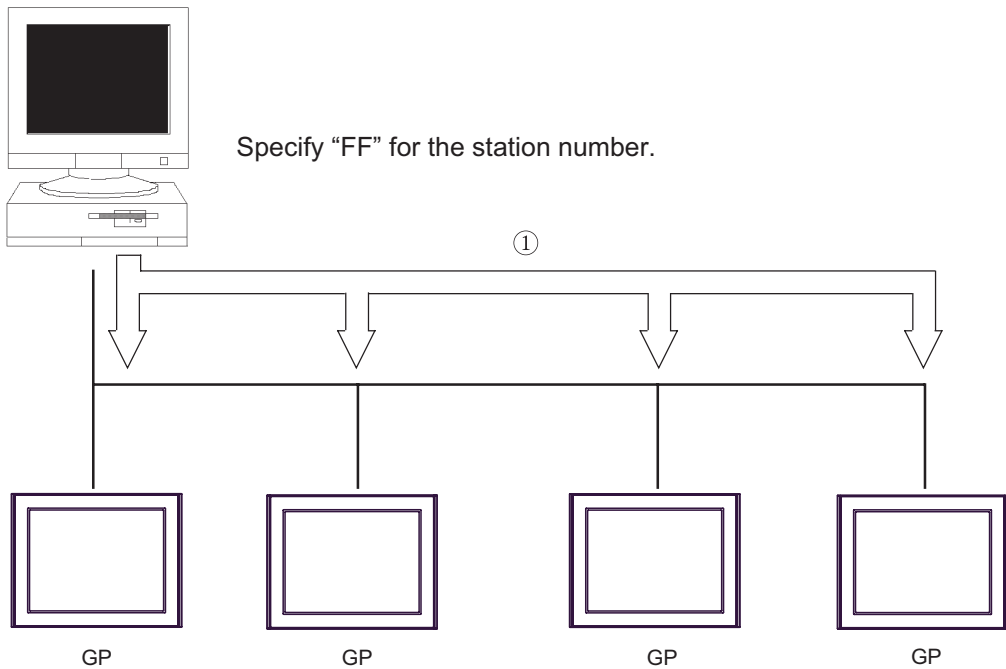 Specify “FF” for the station number.
①
GP GP GP GP